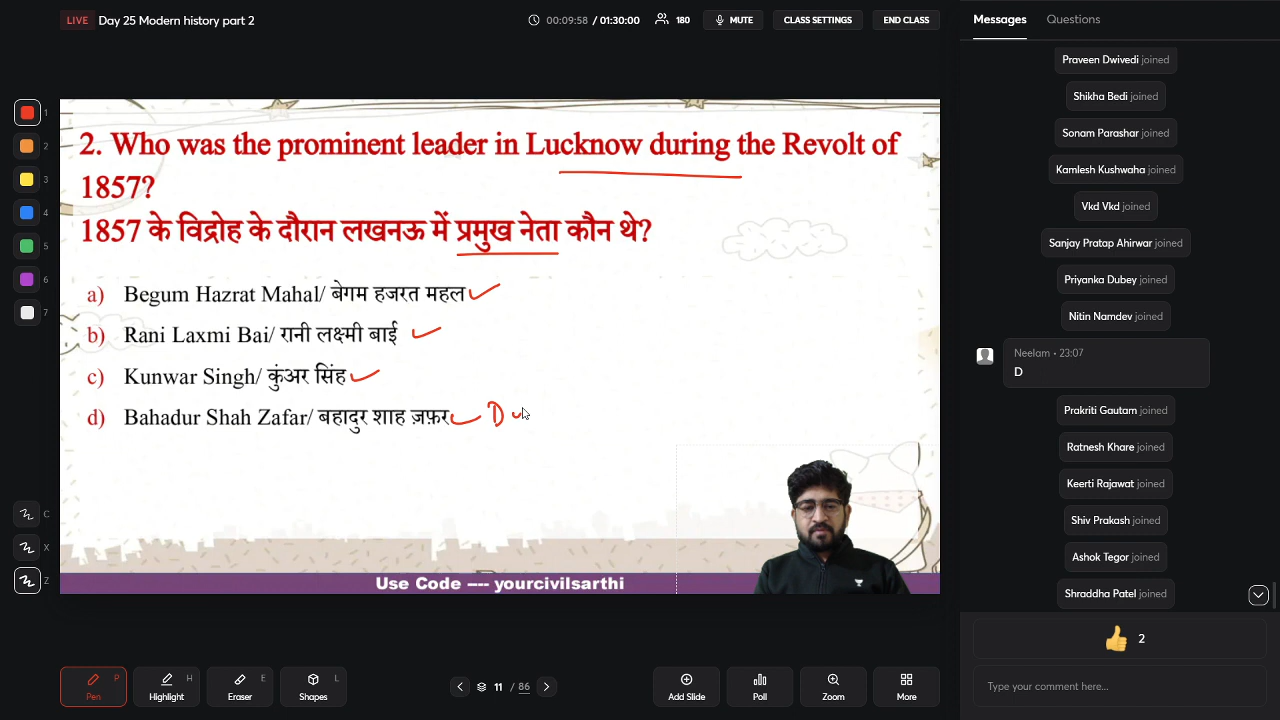 LIVE Day 25 Modern history part 2 00:09:58 / 01:30:00 180 MUTE CLASS SETTINGS END CLASS
2. Who was the prominent leader in Lucknow during the Revolt of
1857?
1857 के विद्रोह के दौरान लखनऊ में प्रमुख नेता कौन थे?
a) Begum Hazrat Mahal/ बेगम हजरत महल
b) Rani Laxmi Bai/ रानी लक्ष्मी बाई
c) Kunwar Singh/ कुंअर सिंह
d) Bahadur Shah Zafar/ बहादुर शाह ज़फ़र D
Use Code ---- yourcivilsarthi
1
2
3
4
5
6
7
C
X
Z
Pen P
Highlight H
Eraser E
Shapes L
11 / 86
Add Slide
Poll
Zoom
More
Messages Questions
Praveen Dwivedi joined
Shikha Bedi joined
Sonam Parashar joined
Kamlesh Kushwaha joined
Vkd Vkd joined
Sanjay Pratap Ahirwar joined
Priyanka Dubey joined
Nitin Namdev joined
Neelam • 23:07
D
Prakriti Gautam joined
Ratnesh Khare joined
Keerti Rajawat joined
Shiv Prakash joined
Ashok Tegor joined
Shraddha Patel joined
2
Type your comment here...